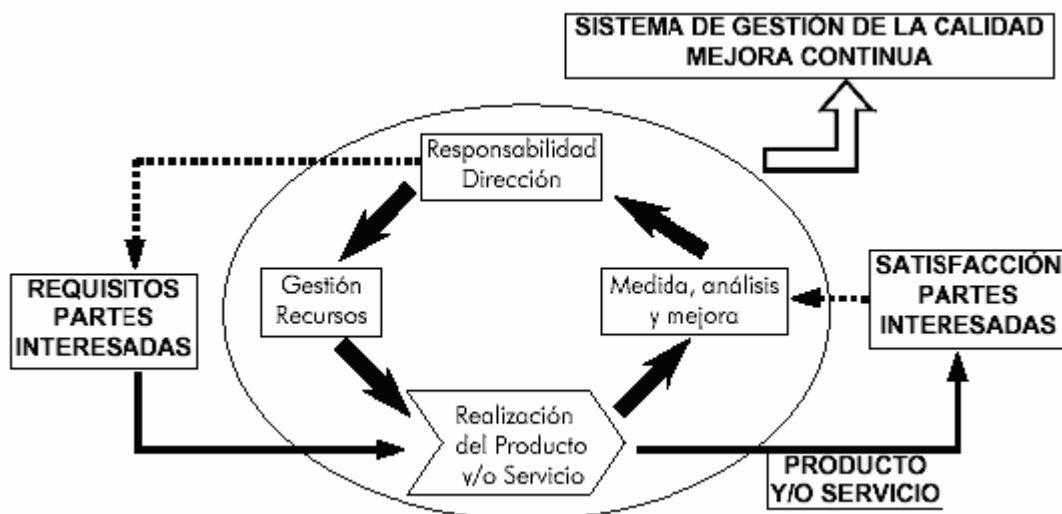 SISTEMA DE GESTIÓN DE LA CALIDAD
MEJORA CONTINUA
Responsabilidad
Dirección
REQUISITOS
PARTES
INTERESADAS
Gestión
Recursos
Medida, análisis
y mejora
SATISFACCIÓN
PARTES
INTERESADAS
Realización
del Producto
y/o Servicio
PRODUCTO
Y/O SERVICIO